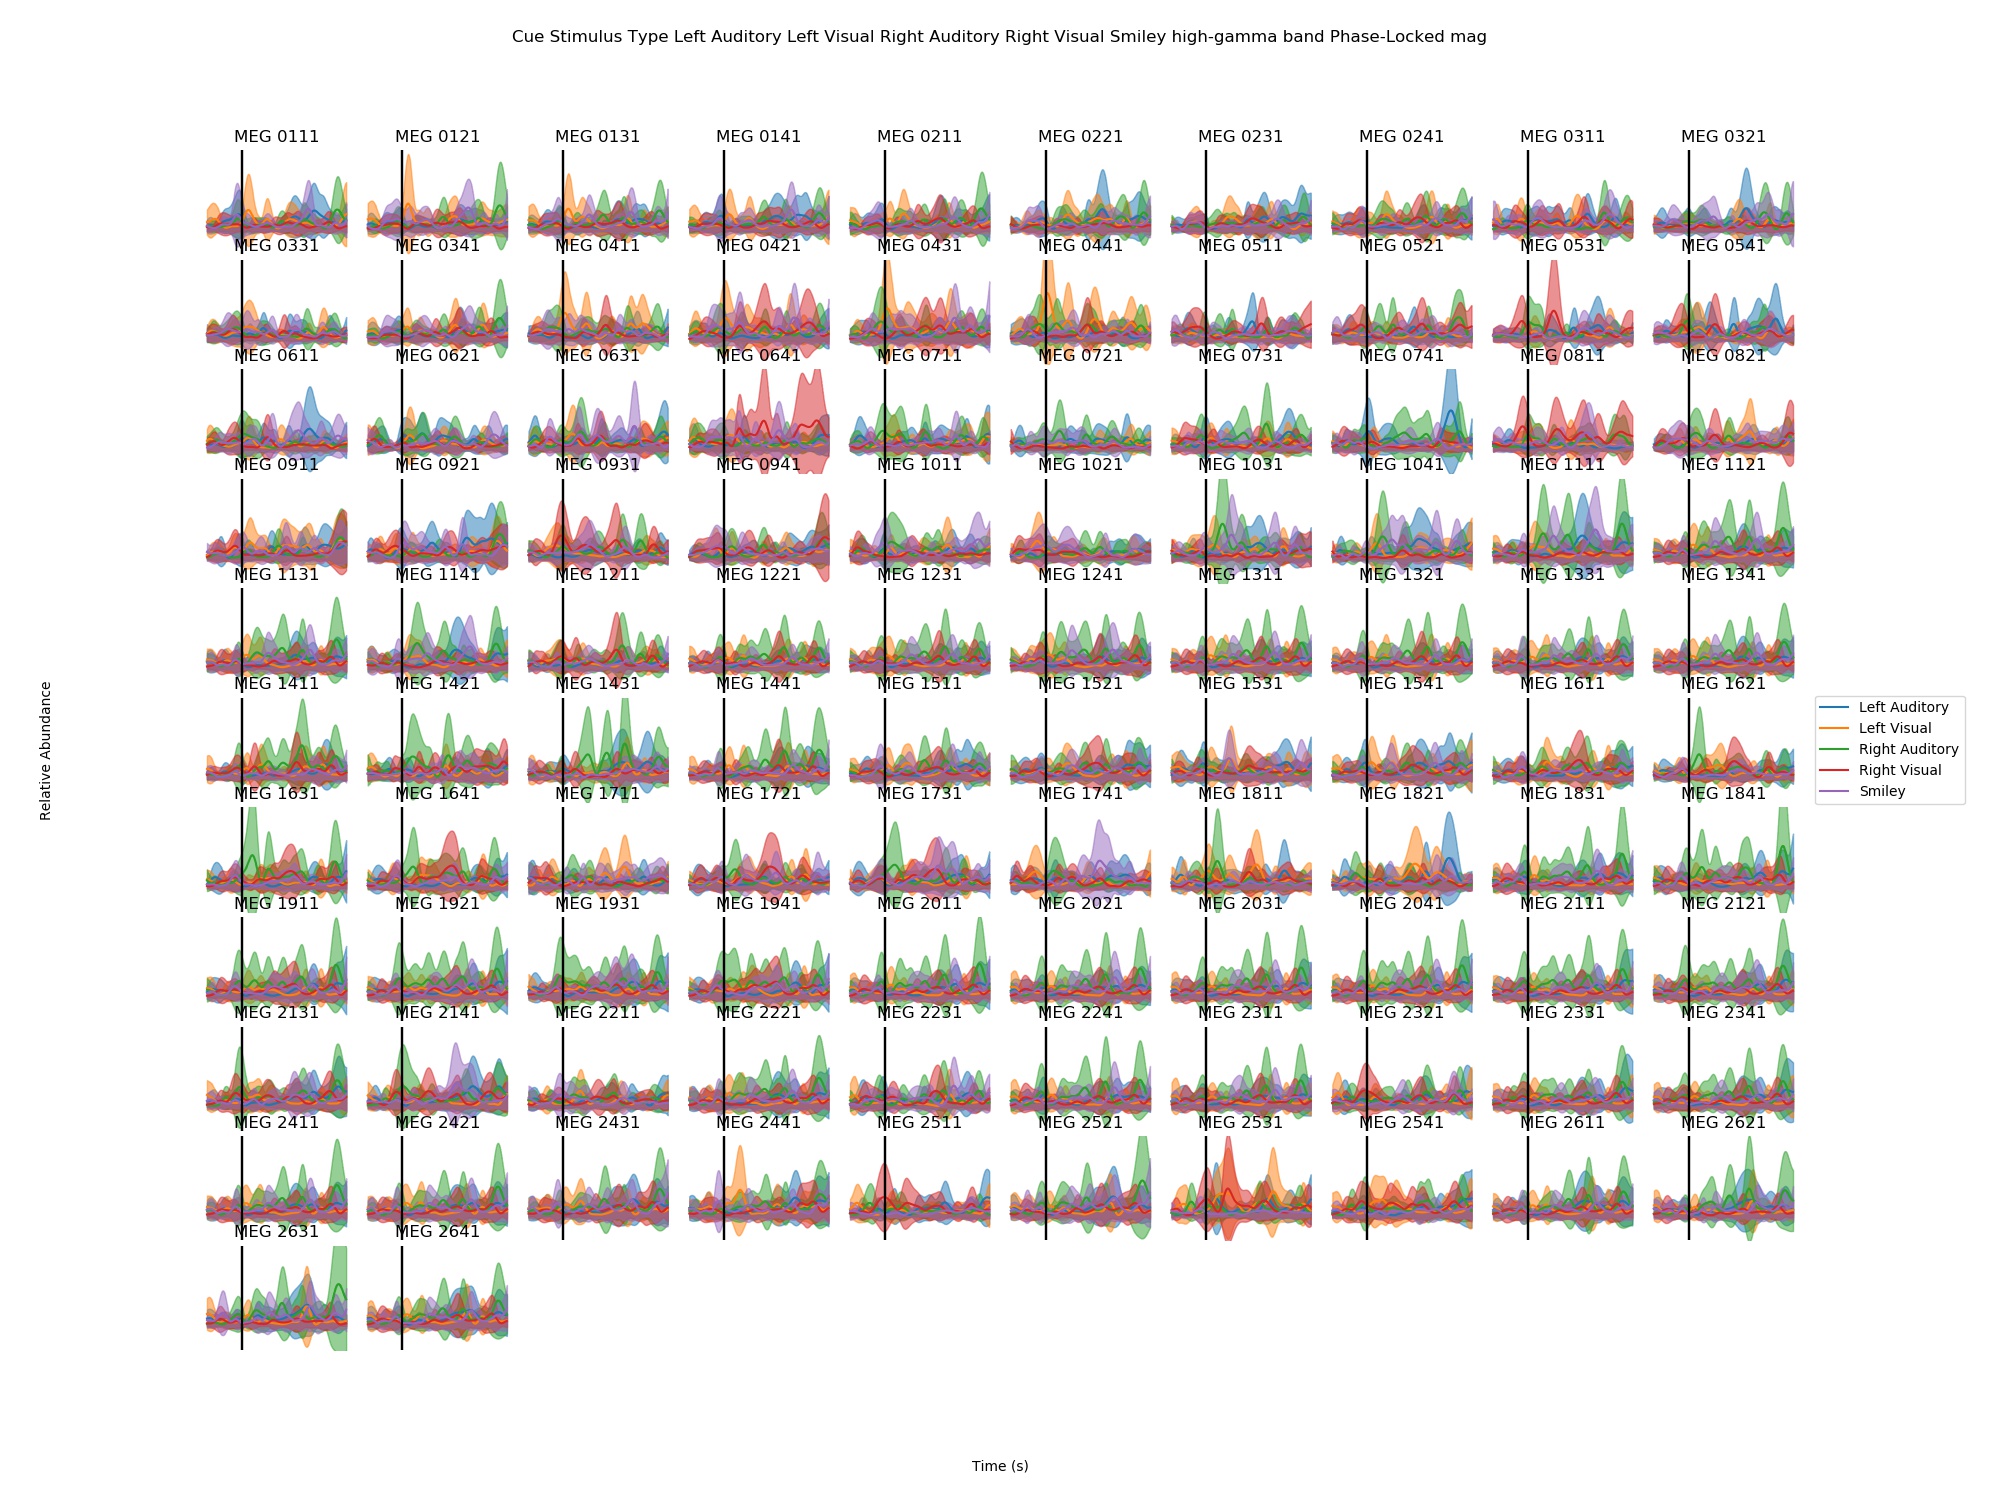 Cue Stimulus Type Left Auditory Left Visual Right Auditory Right Visual Smiley high-gamma band Phase-Locked mag
MEG 0111 MEG 0121 MEG 0131 MEG 0141 MEG 0211 MEG 0221 MEG 0231 MEG 0241 MEG 0311 MEG 0321
MEG 0331 MEG 0341 MEG 0411 MEG 0421 MEG 0431 MEG 0441 MEG 0511 MEG 0521 MEG 0531 MEG 0541
MEG 0611 MEG 0621 MEG 0631 MEG 0641 MEG 0711 MEG 0721 MEG 0731 MEG 0741 MEG 0811 MEG 0821
MEG 0911 MEG 0921 MEG 0931 MEG 0941 MEG 1011 MEG 1021 MEG 1031 MEG 1041 MEG 1111 MEG 1121
MEG 1131 MEG 1141 MEG 1211 MEG 1221 MEG 1231 MEG 1241 MEG 1311 MEG 1321 MEG 1331 MEG 1341
MEG 1411 MEG 1421 MEG 1431 MEG 1441 MEG 1511 MEG 1521 MEG 1531 MEG 1541 MEG 1611 MEG 1621
MEG 1631 MEG 1641 MEG 1711 MEG 1721 MEG 1731 MEG 1741 MEG 1811 MEG 1821 MEG 1831 MEG 1841
MEG 1911 MEG 1921 MEG 1931 MEG 1941 MEG 2011 MEG 2021 MEG 2031 MEG 2041 MEG 2111 MEG 2121
MEG 2131 MEG 2141 MEG 2211 MEG 2221 MEG 2231 MEG 2241 MEG 2311 MEG 2321 MEG 2331 MEG 2341
MEG 2411 MEG 2421 MEG 2431 MEG 2441 MEG 2511 MEG 2521 MEG 2531 MEG 2541 MEG 2611 MEG 2621
MEG 2631 MEG 2641
Relative Abundance
Left Auditory
Left Visual
Right Auditory
Right Visual
Smiley
Time (s)